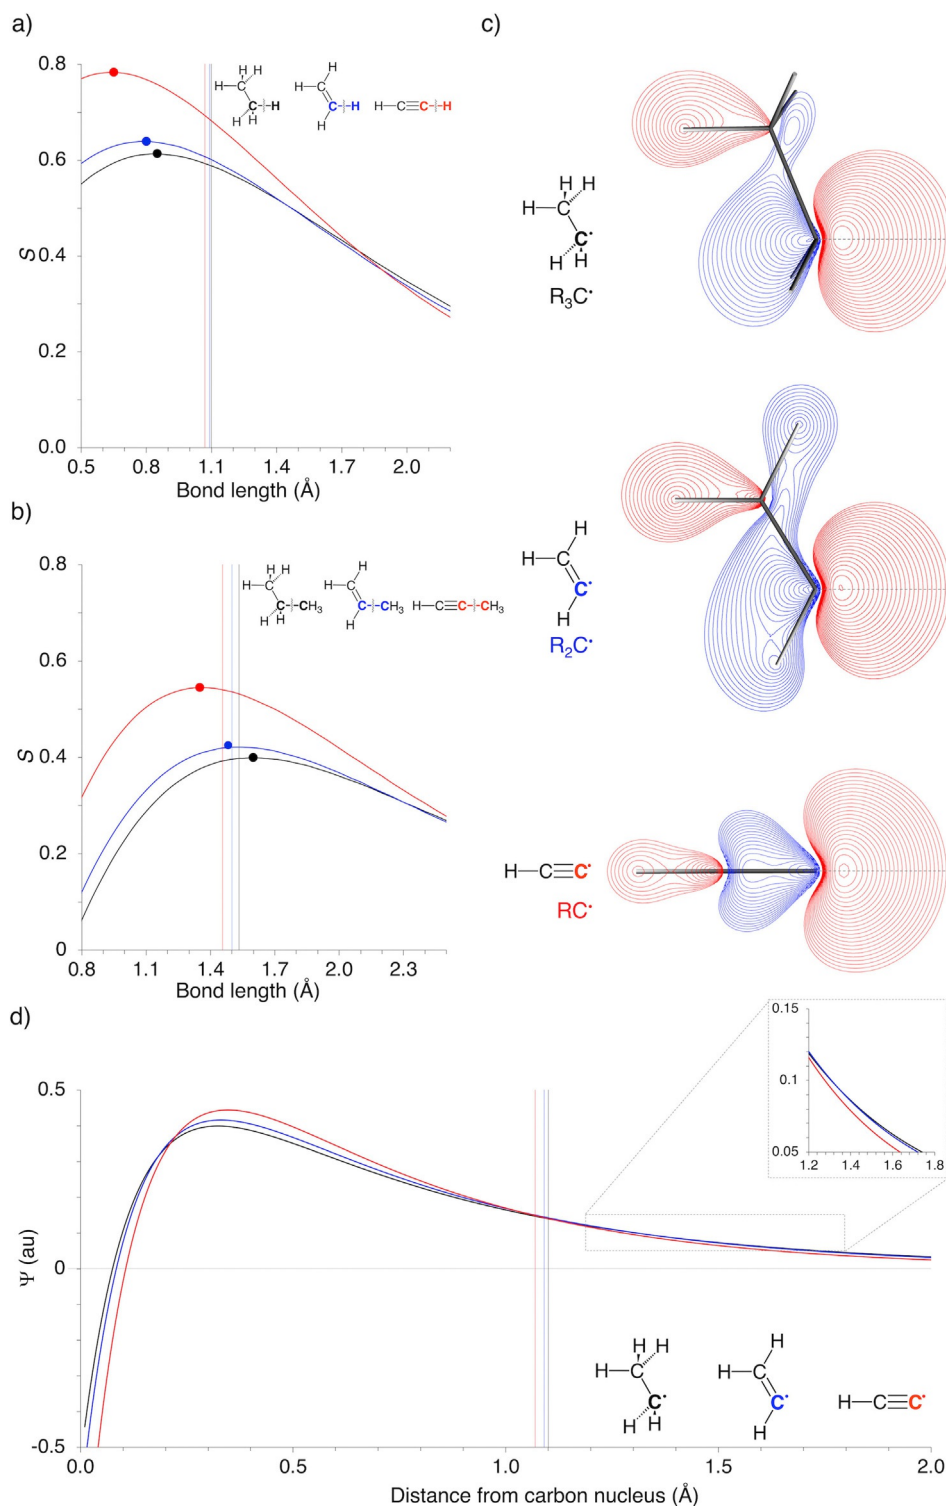 a)
0.8
0.6
0.4
0.2
0.0
S
0.5 0.8 1.1 1.4 1.7 2.0
Bond length (Å)
H H
H C
C H
H H
H
C
C H
H
H C≡C H
b)
0.8
0.6
0.4
0.2
0
S
0.8 1.1 1.4 1.7 2.0 2.3
Bond length (Å)
H H
H C
C CH₃
H H
H
H C
C CH₃
H
H C≡C CH₃
c)
H H
H C
C•
H H
R₃C•
H
H C
C•
H
R₂C•
H C≡C•
RC•
d)
0.5
0
-0.5
Ψ (au)
0.0 0.5 1.0 1.5 2.0
Distance from carbon nucleus (Å)
0.15
0.1
0.05
1.2 1.4 1.6 1.8
H H
H C
C•
H H
H
H C
C•
H
H C≡C•